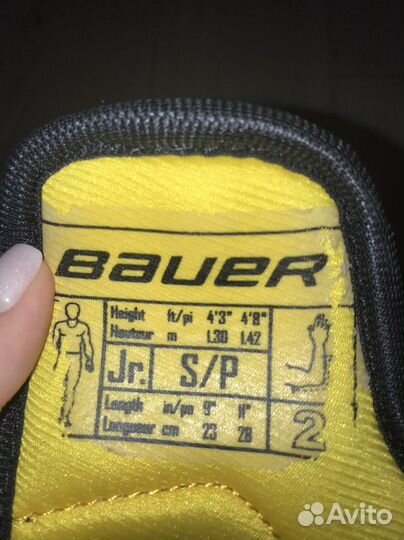 BAUER
Height ft/pi 4'3" 4'8"
Hauteur m 1.30 1.42
Jr. S/P
Length in/po 9" 11"
Longueur cm 23 28
2
Avito